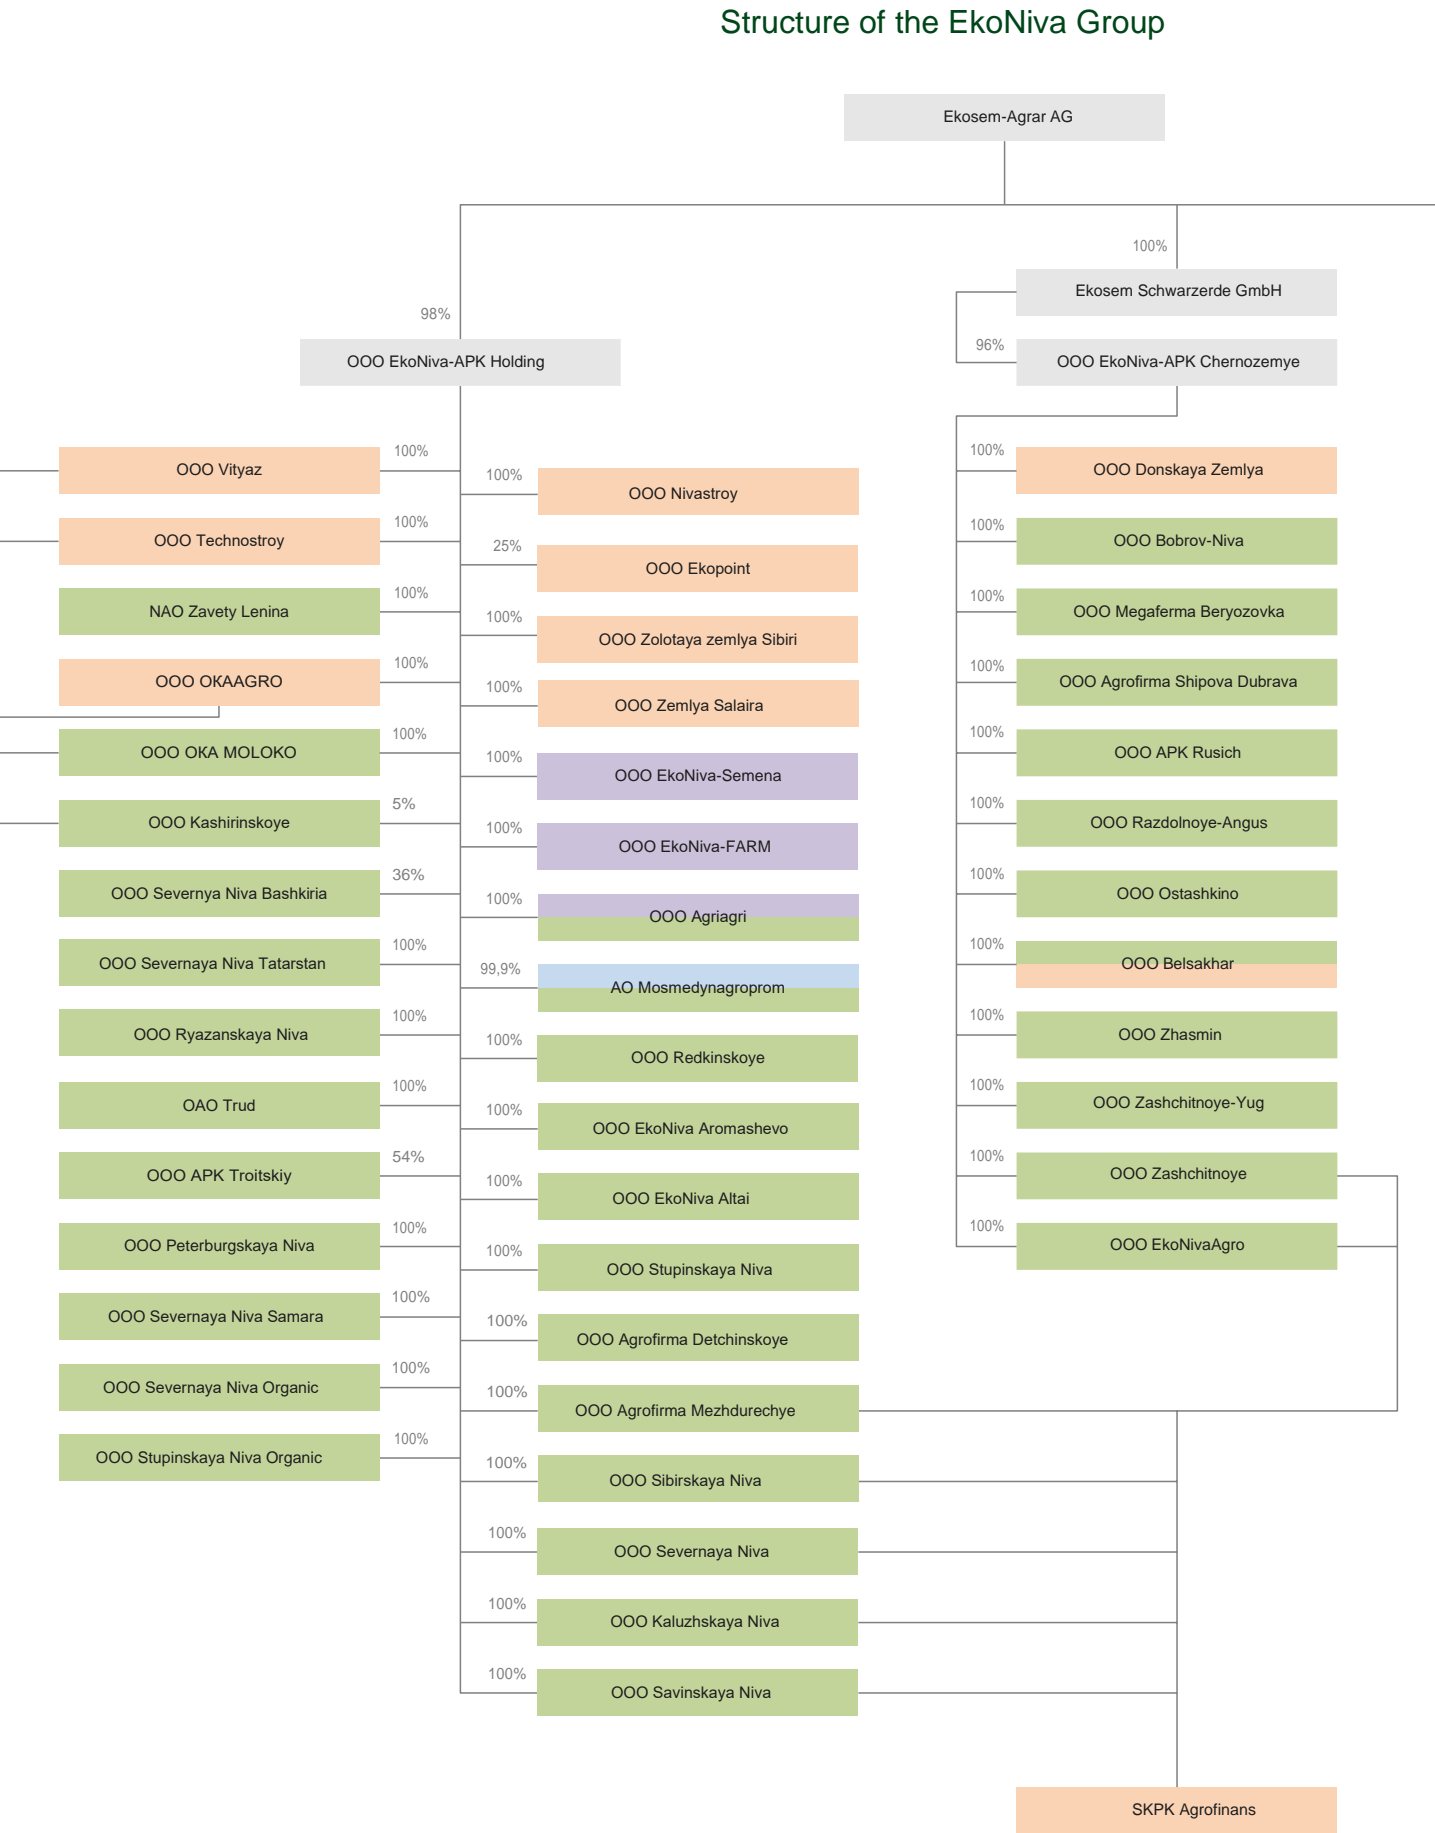 Structure of the EkoNiva Group
Ekosem-Agrar AG
100%
Ekosem Schwarzerde GmbH
98%
96%
OOO EkoNiva-APK Holding
OOO EkoNiva-APK Chernozemye
OOO Vityaz
100%
OOO Technostroy
100%
NAO Zavety Lenina
100%
OOO OKAAGRO
100%
OOO OKA MOLOKO
100%
OOO Kashirinskoye
5%
OOO Severnya Niva Bashkiria
36%
OOO Severnaya Niva Tatarstan
100%
OOO Ryazanskaya Niva
100%
OAO Trud
100%
OOO APK Troitskiy
54%
OOO Peterburgskaya Niva
100%
OOO Severnaya Niva Samara
100%
OOO Severnaya Niva Organic
100%
OOO Stupinskaya Niva Organic
100%
100%
OOO Nivastroy
25%
OOO Ekopoint
100%
OOO Zolotaya zemlya Sibiri
100%
OOO Zemlya Salaira
100%
OOO EkoNiva-Semena
100%
OOO EkoNiva-FARM
100%
OOO Agriagri
99,9%
AO Mosmedynagroprom
100%
OOO Redkinskoye
100%
OOO EkoNiva Aromashevo
100%
OOO EkoNiva Altai
100%
OOO Stupinskaya Niva
100%
OOO Agrofirma Detchinskoye
100%
OOO Agrofirma Mezhdurechye
100%
OOO Sibirskaya Niva
100%
OOO Severnaya Niva
100%
OOO Kaluzhskaya Niva
100%
OOO Savinskaya Niva
100%
OOO Donskaya Zemlya
100%
OOO Bobrov-Niva
100%
OOO Megaferma Beryozovka
100%
OOO Agrofirma Shipova Dubrava
100%
OOO APK Rusich
100%
OOO Razdolnoye-Angus
100%
OOO Ostashkino
100%
OOO Belsakhar
100%
OOO Zhasmin
100%
OOO Zashchitnoye-Yug
100%
OOO Zashchitnoye
100%
OOO EkoNivaAgro
SKPK Agrofinans